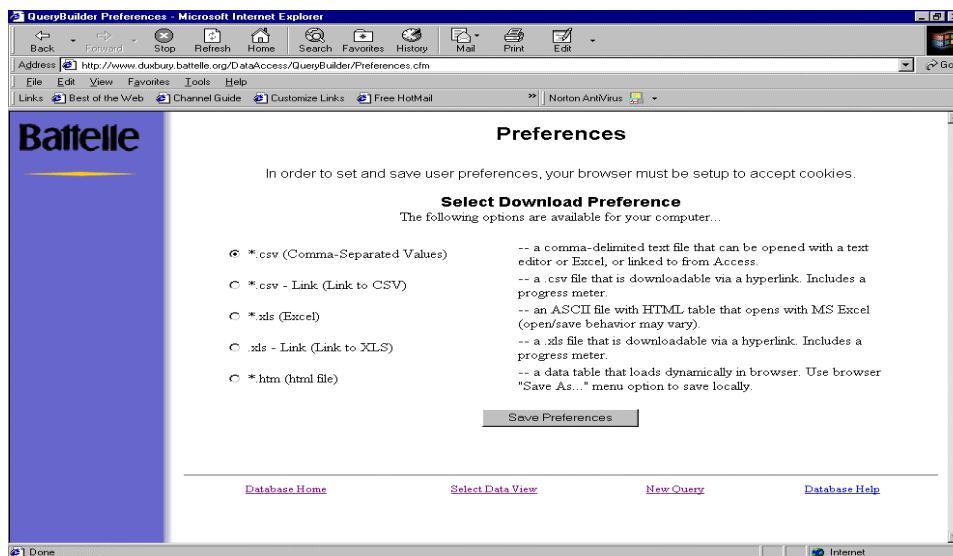 QueryBuilder Preferences - Microsoft Internet Explorer
Back Forward Stop Refresh Home Search Favorites History Mail Print Edit
Address http://www.duxbury.battelle.org/DataAccess/QueryBuilder/Preferences.cfm Go
File Edit View Favorites Tools Help
Links Best of the Web Channel Guide Customize Links Free HotMail » Norton AntiVirus
Battelle
Preferences
In order to set and save user preferences, your browser must be setup to accept cookies.
Select Download Preference
The following options are available for your computer...
*.csv (Comma-Separated Values)
-- a comma-delimited text file that can be opened with a text
editor or Excel, or linked to from Access.
*.csv - Link (Link to CSV)
-- a .csv file that is downloadable via a hyperlink. Includes a
progress meter.
*.xls (Excel)
-- an ASCII file with HTML table that opens with MS Excel
(open/save behavior may vary).
.xls - Link (Link to XLS)
-- a .xls file that is downloadable via a hyperlink. Includes a
progress meter.
*.htm (html file)
-- a data table that loads dynamically in browser. Use browser
"Save As..." menu option to save locally.
Save Preferences
Database Home Select Data View New Query Database Help
Done Internet